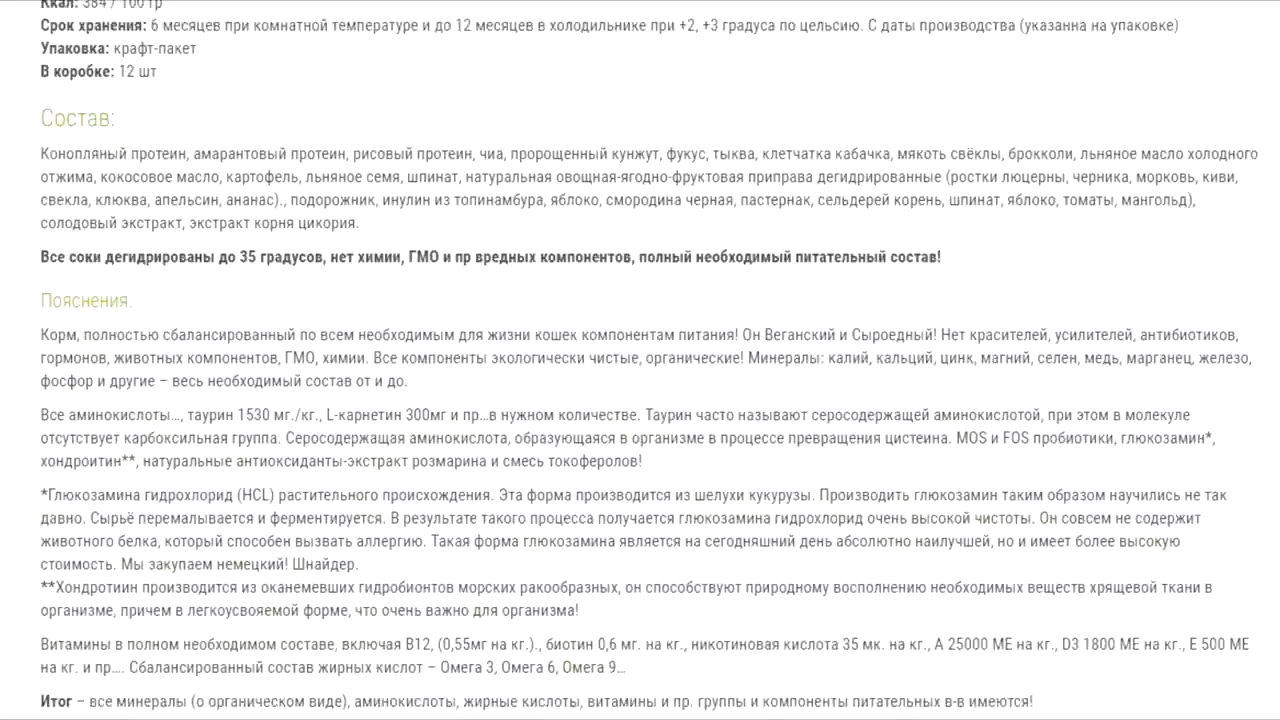 Ккал: 384 / 100 гр
Срок хранения: 6 месяцев при комнатной температуре и до 12 месяцев в холодильнике при +2, +3 градуса по цельсию. С даты производства (указанна на упаковке)
Упаковка: крафт-пакет
В коробке: 12 шт
Состав:
Конопляный протеин, амарантовый протеин, рисовый протеин, чиа, пророщенный кунжут, фукус, тыква, клетчатка кабачка, мякоть свёклы, брокколи, льняное масло холодного
отжима, кокосовое масло, картофель, льняное семя, шпинат, натуральная овощная-ягодно-фруктовая приправа дегидрированные (ростки люцерны, черника, морковь, киви,
свекла, клюква, апельсин, ананас)., подорожник, инулин из топинамбура, яблоко, смородина черная, пастернак, сельдерей корень, шпинат, яблоко, томаты, мангольд),
солодовый экстракт, экстракт корня цикория.
Все соки дегидрированы до 35 градусов, нет химии, ГМО и пр вредных компонентов, полный необходимый питательный состав!
Пояснения.
Корм, полностью сбалансированный по всем необходимым для жизни кошек компонентам питания! Он Веганский и Сыроедный! Нет красителей, усилителей, антибиотиков,
гормонов, животных компонентов, ГМО, химии. Все компоненты экологически чистые, органические! Минералы: калий, кальций, цинк, магний, селен, медь, марганец, железо,
фосфор и другие – весь необходимый состав от и до.
Все аминокислоты…, таурин 1530 мг./кг., L-карнетин 300мг и пр…в нужном количестве. Таурин часто называют серосодержащей аминокислотой, при этом в молекуле
отсутствует карбоксильная группа. Серосодержащая аминокислота, образующаяся в организме в процессе превращения цистеина. MOS и FOS пробиотики, глюкозамин*,
хондроитин**, натуральные антиоксиданты-экстракт розмарина и смесь токоферолов!
*Глюкозамина гидрохлорид (HCL) растительного происхождения. Эта форма производится из шелухи кукурузы. Производить глюкозамин таким образом научились не так
давно. Сырьё перемалывается и ферментируется. В результате такого процесса получается глюкозамина гидрохлорид очень высокой чистоты. Он совсем не содержит
животного белка, который способен вызвать аллергию. Такая форма глюкозамина является на сегодняшний день абсолютно наилучшей, но и имеет более высокую
стоимость. Мы закупаем немецкий! Шнайдер.
**Хондротиин производится из оканемевших гидробионтов морских ракообразных, он способствуют природному восполнению необходимых веществ хрящевой ткани в
организме, причем в легкоусвояемой форме, что очень важно для организма!
Витамины в полном необходимом составе, включая В12, (0,55мг на кг.)., биотин 0,6 мг. на кг., никотиновая кислота 35 мк. на кг., А 25000 МЕ на кг., D3 1800 МЕ на кг., Е 500 МЕ
на кг. и пр…. Сбалансированный состав жирных кислот – Омега 3, Омега 6, Омега 9…
Итог – все минералы (о органическом виде), аминокислоты, жирные кислоты, витамины и пр. группы и компоненты питательных в-в имеются!